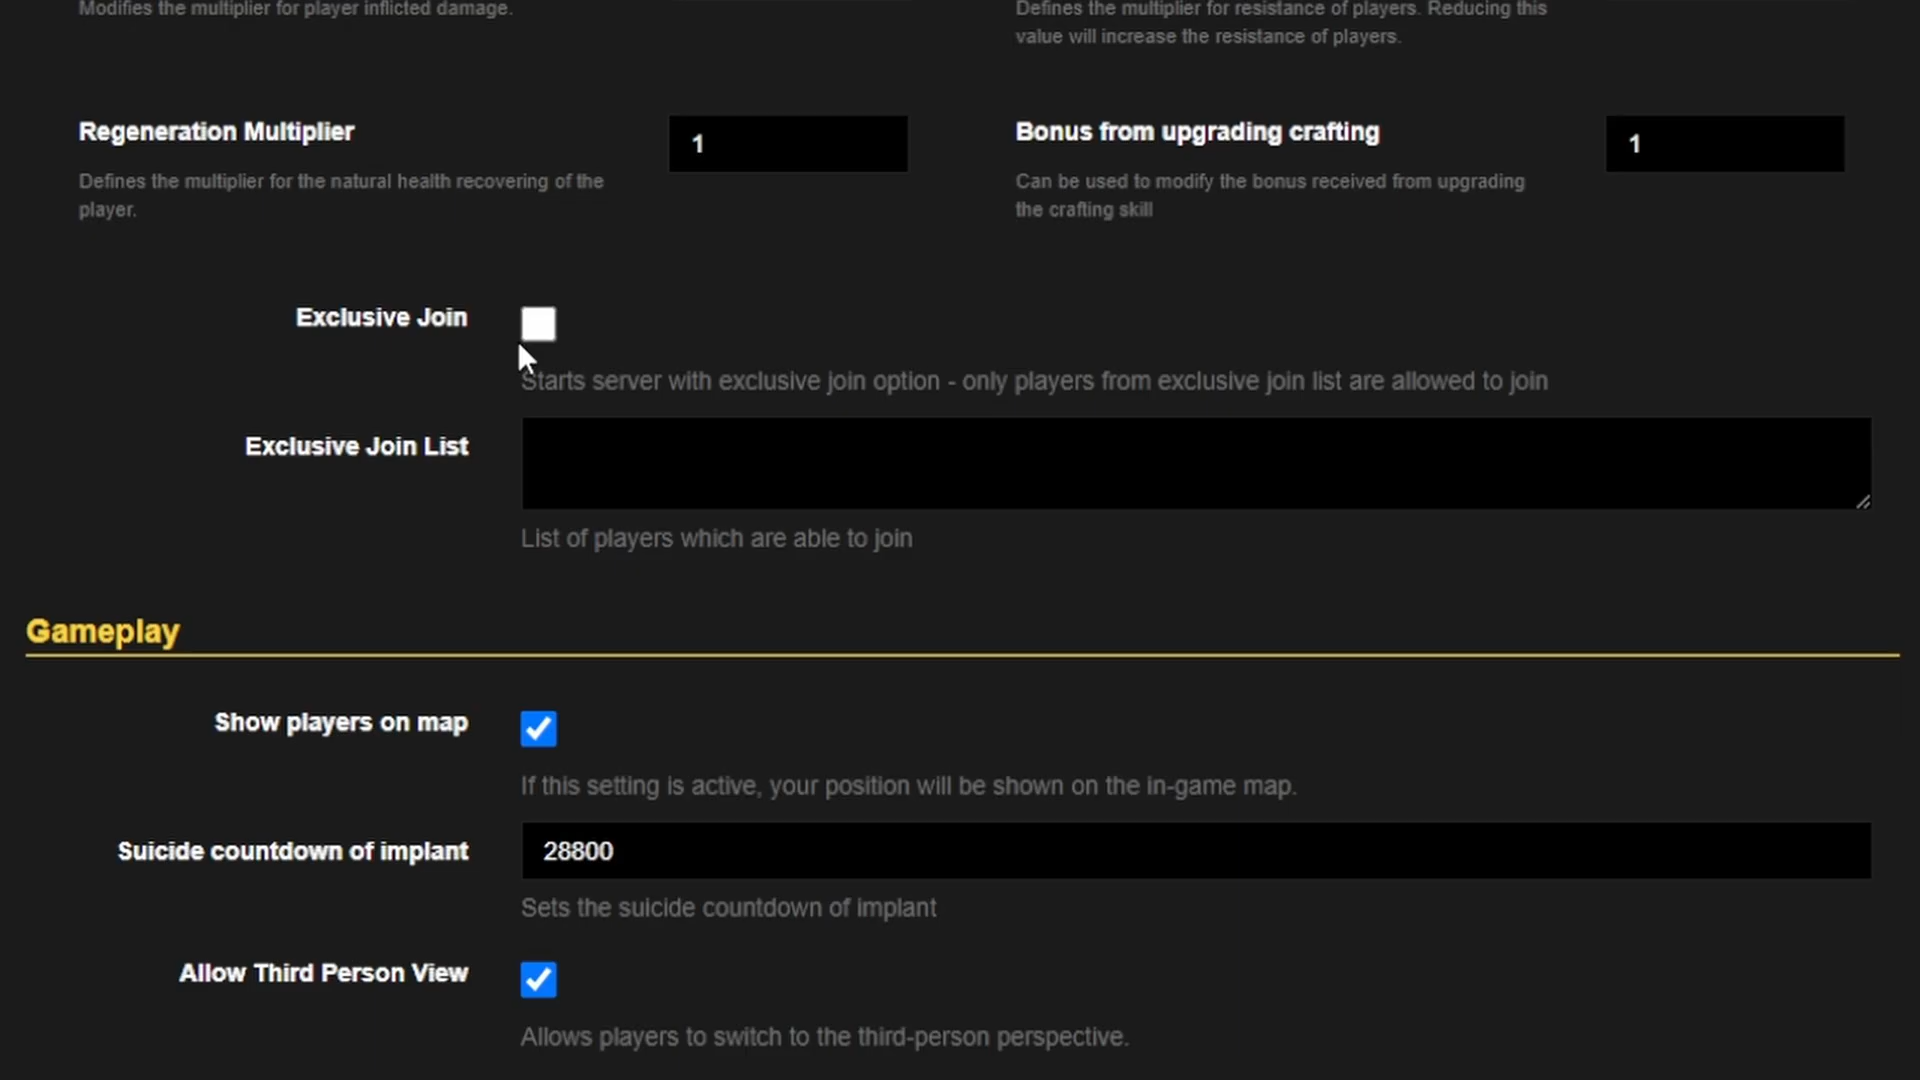 Modifies the multiplier for player inflicted damage.
Defines the multiplier for resistance of players. Reducing this
value will increase the resistance of players.
Regeneration Multiplier
1
Defines the multiplier for the natural health recovering of the
player.
Bonus from upgrading crafting
1
Can be used to modify the bonus received from upgrading
the crafting skill
Exclusive Join
Starts server with exclusive join option - only players from exclusive join list are allowed to join
Exclusive Join List
List of players which are able to join
Gameplay
Show players on map
If this setting is active, your position will be shown on the in-game map.
Suicide countdown of implant
28800
Sets the suicide countdown of implant
Allow Third Person View
Allows players to switch to the third-person perspective.